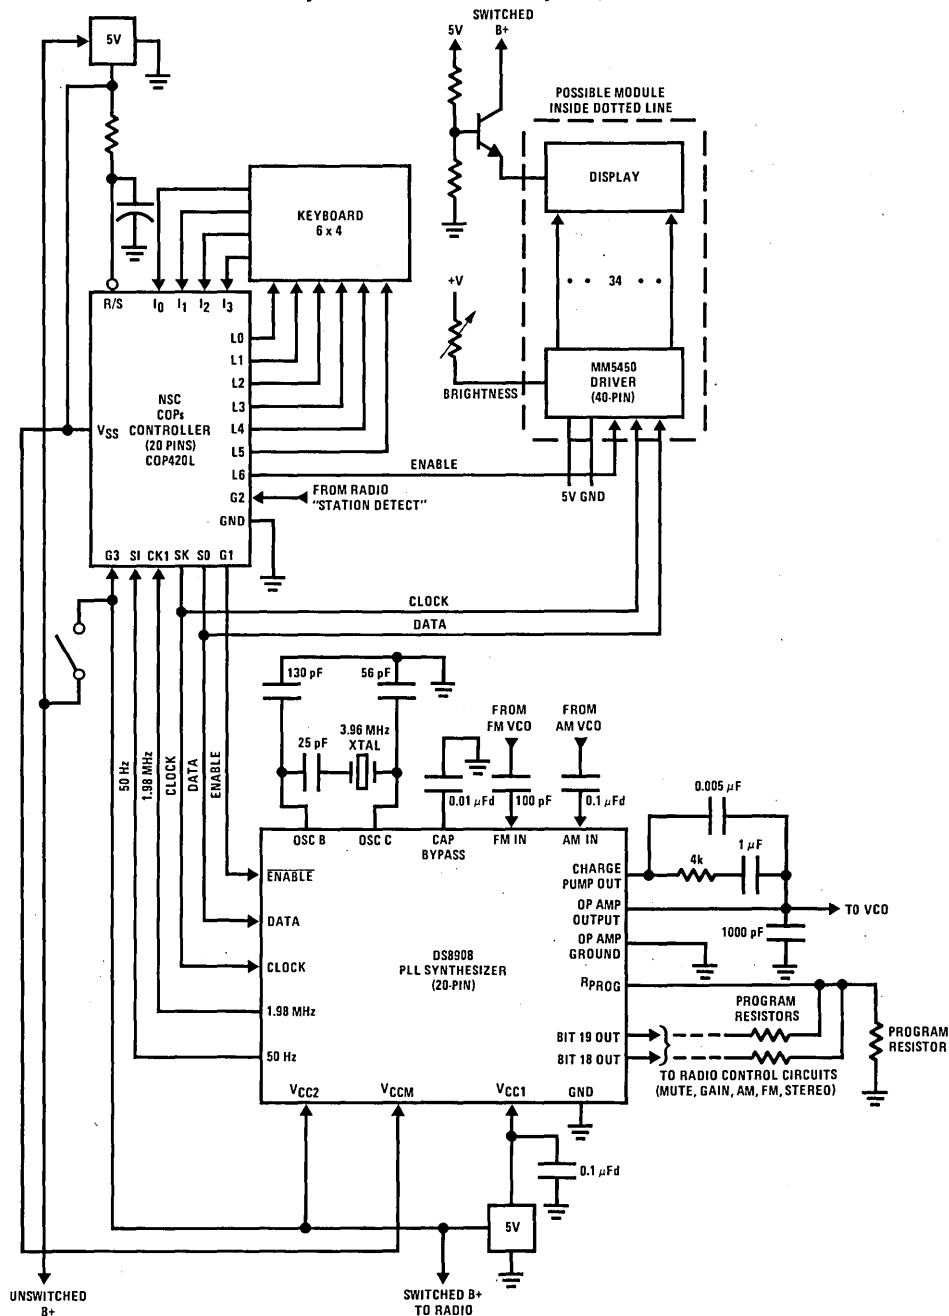 SWITCHED
B+
5V
5V
POSSIBLE MODULE
INSIDE DOTTED LINE
DISPLAY
KEYBOARD
6 x 4
34
+V
R/S
I0
I1
I2
I3
L0
L1
L2
L3
L4
L5
L6
G2
GND
NSC
COPs
CONTROLLER
(20 PINS)
COP420L
VSS
MM5450
DRIVER
(40-PIN)
BRIGHTNESS
ENABLE
5V GND
FROM RADIO
"STATION DETECT"
G3 SI CK1 SK S0 G1
CLOCK
DATA
130 pF
56 pF
25 pF
3.96 MHz
XTAL
FROM
FM VCO
FROM
AM VCO
50 Hz
1.98 MHz
CLOCK
DATA
ENABLE
0.01 µFd
100 pF
0.1 µFd
0.005 µF
OSC B
OSC C
CAP
BYPASS
FM IN
AM IN
1 µF
4k
CHARGE
PUMP OUT
ENABLE
OP AMP
OUTPUT
TO VCO
DATA
1000 pF
OP AMP
GROUND
DS8908
PLL SYNTHESIZER
(20-PIN)
CLOCK
RPROG
PROGRAM
RESISTORS
1.98 MHz
BIT 19 OUT
PROGRAM
RESISTOR
50 Hz
BIT 18 OUT
TO RADIO CONTROL CIRCUITS
(MUTE, GAIN, AM, FM, STEREO)
VCC2
VCCM
VCC1
GND
0.1 µFd
5V
UNSWITCHED
B+
SWITCHED B+
TO RADIO